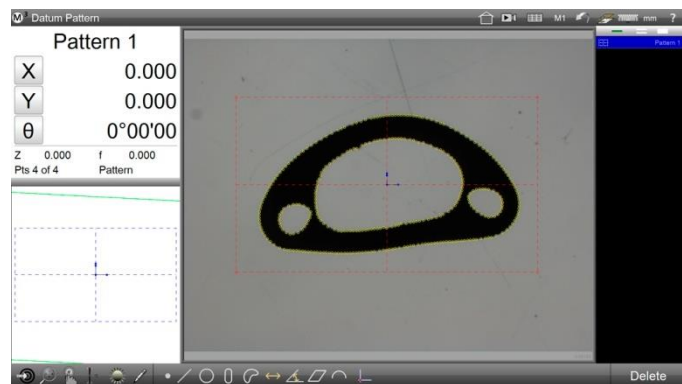 M³ Datum Pattern
M1
mm
?
Pattern 1
X 0.000
Y 0.000
θ 0°00'00
Z 0.000 f 0.000
Pts 4 of 4 Pattern
Pattern 1
Delete